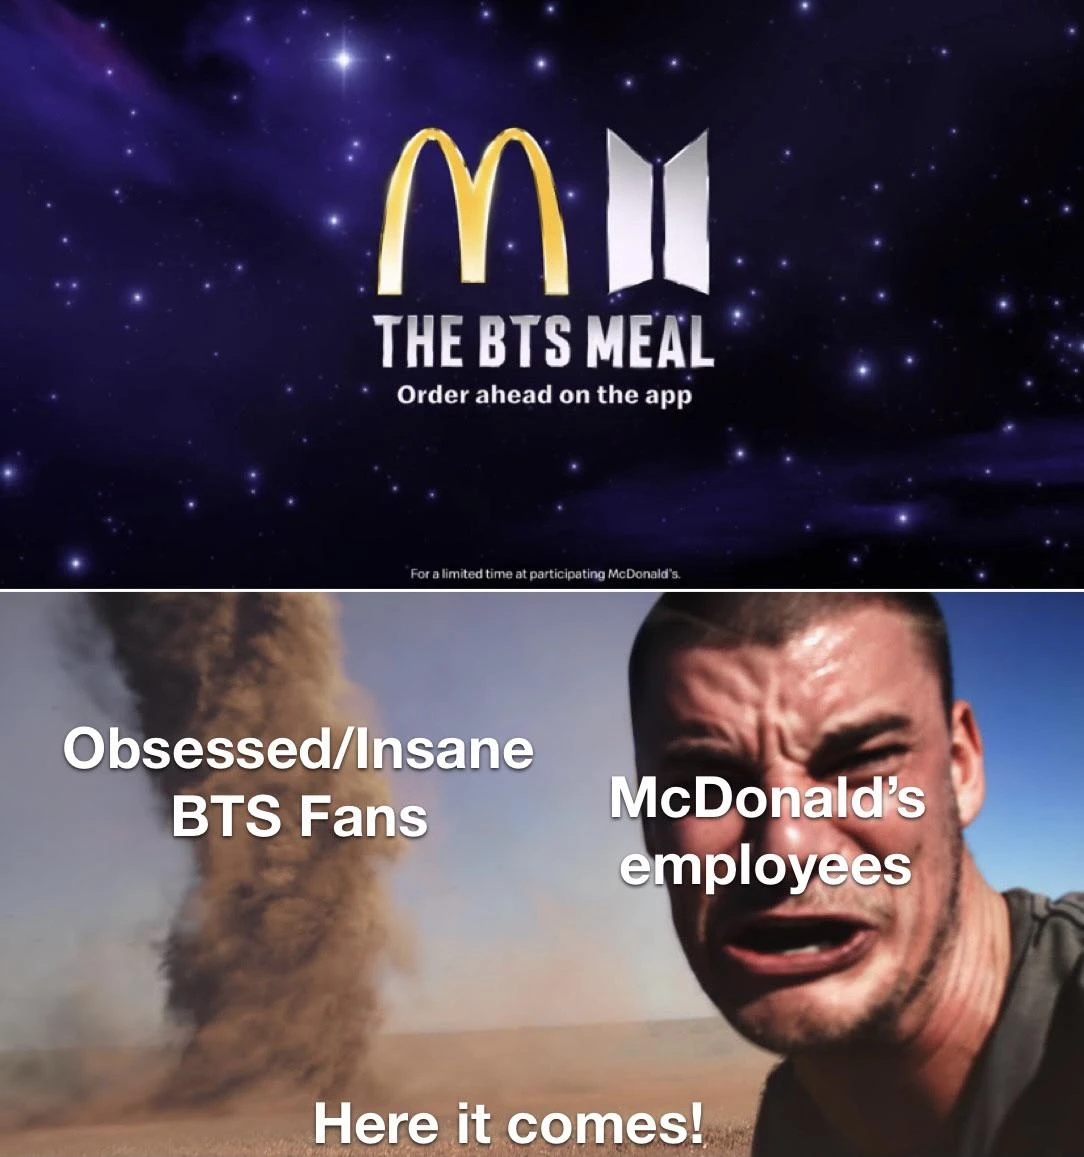 THE BTS MEAL
Order ahead on the app
For a limited time at participating McDonald's.
Obsessed/Insane
BTS Fans
McDonald’s
employees
Here it comes!